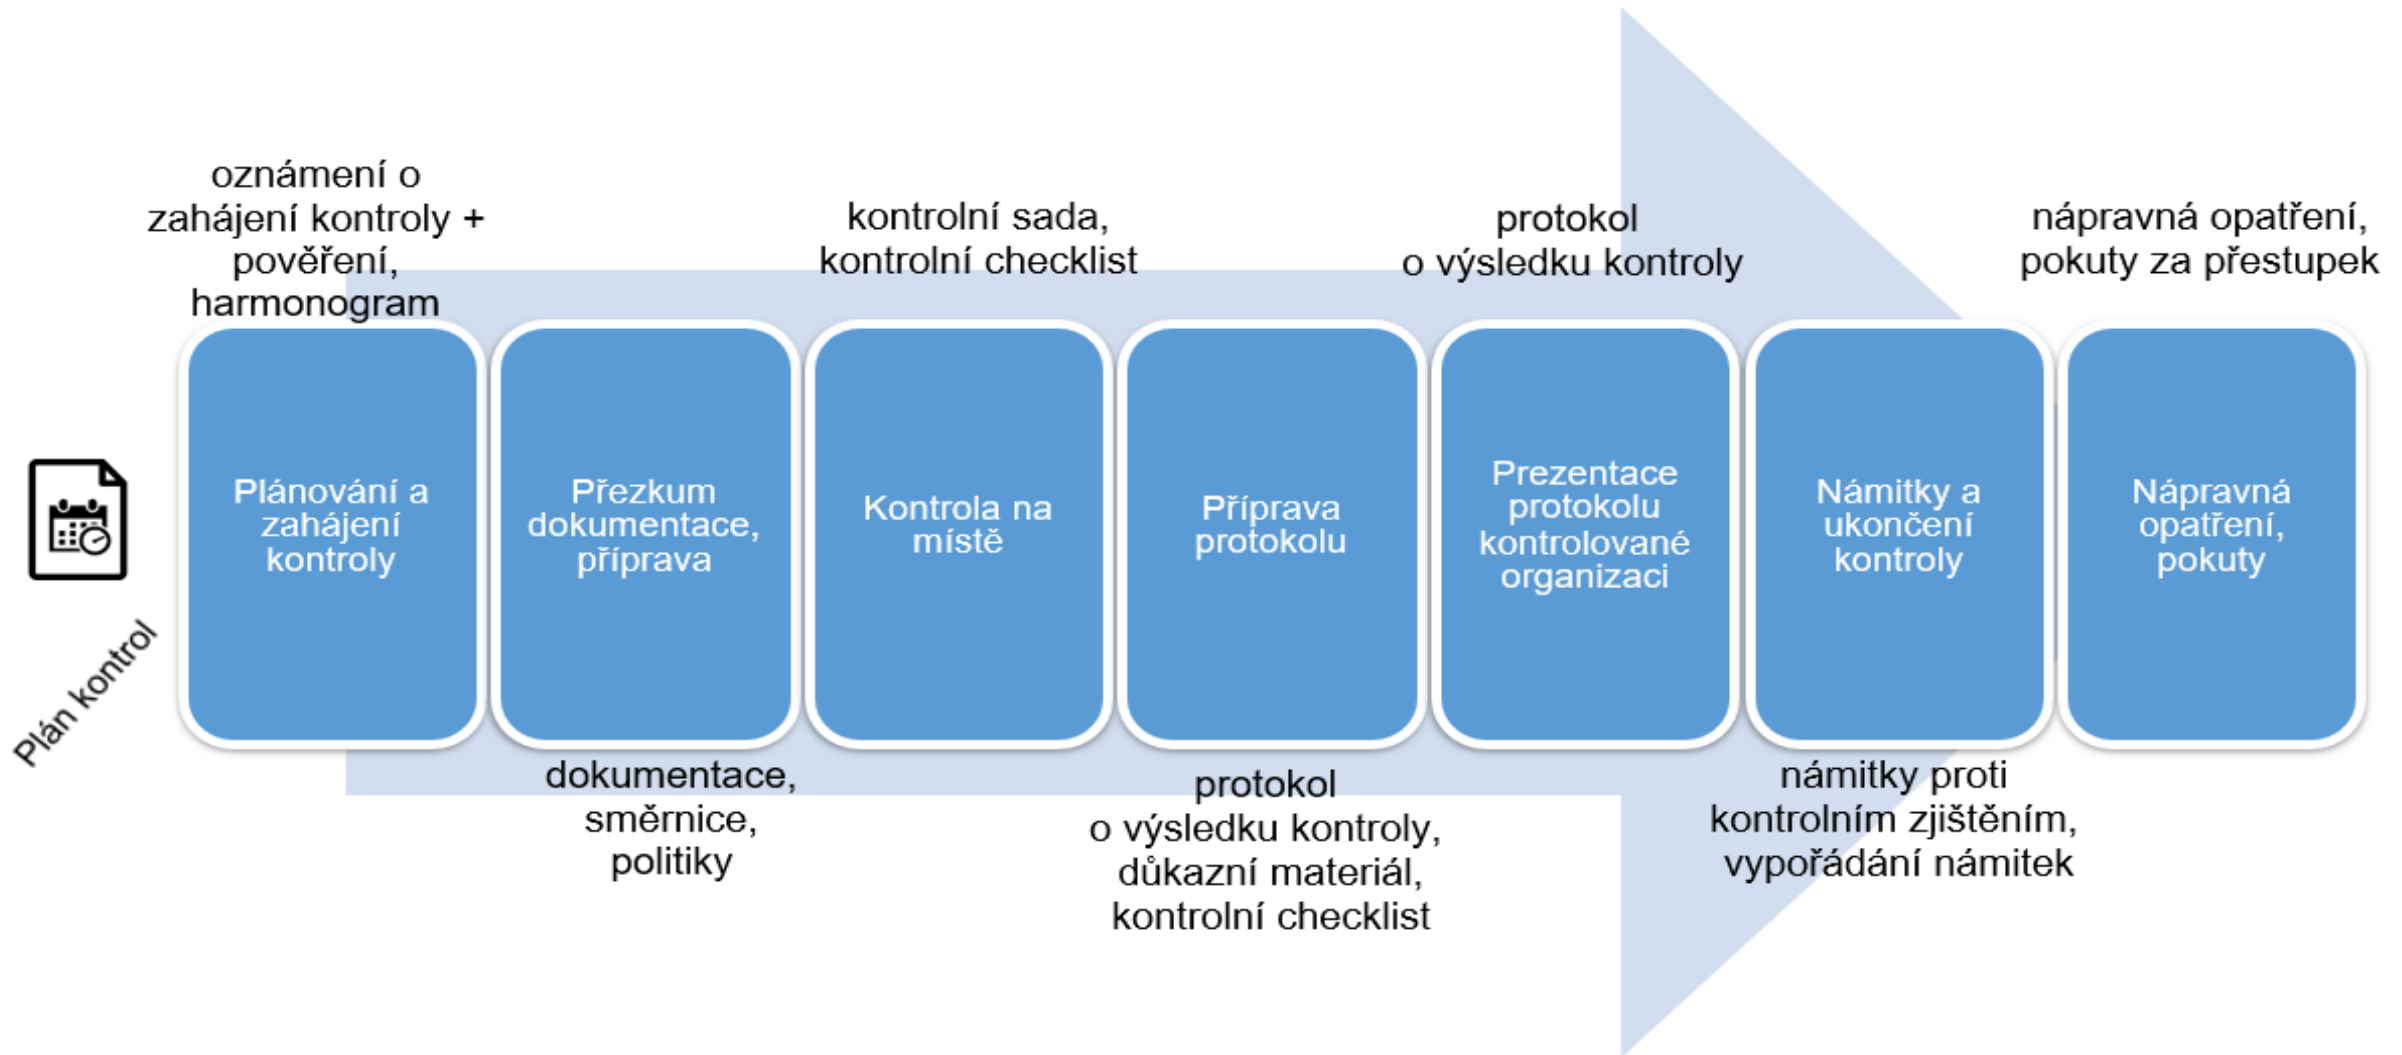 oznámení o
zahájení kontroly +
pověření,
harmonogram
kontrolní sada,
kontrolní checklist
protokol
o výsledku kontroly
nápravná opatření,
pokuty za přestupek
Plán kontrol
Plánování a
zahájení
kontroly
Přezkum
dokumentace,
příprava
Kontrola na
místě
Příprava
protokolu
Prezentace
protokolu
kontrolované
organizaci
Námitky a
ukončení
kontroly
Nápravná
opatření,
pokuty
dokumentace,
směrnice,
politiky
protokol
o výsledku kontroly,
důkazní materiál,
kontrolní checklist
námitky proti
kontrolním zjištěním,
vypořádání námitek